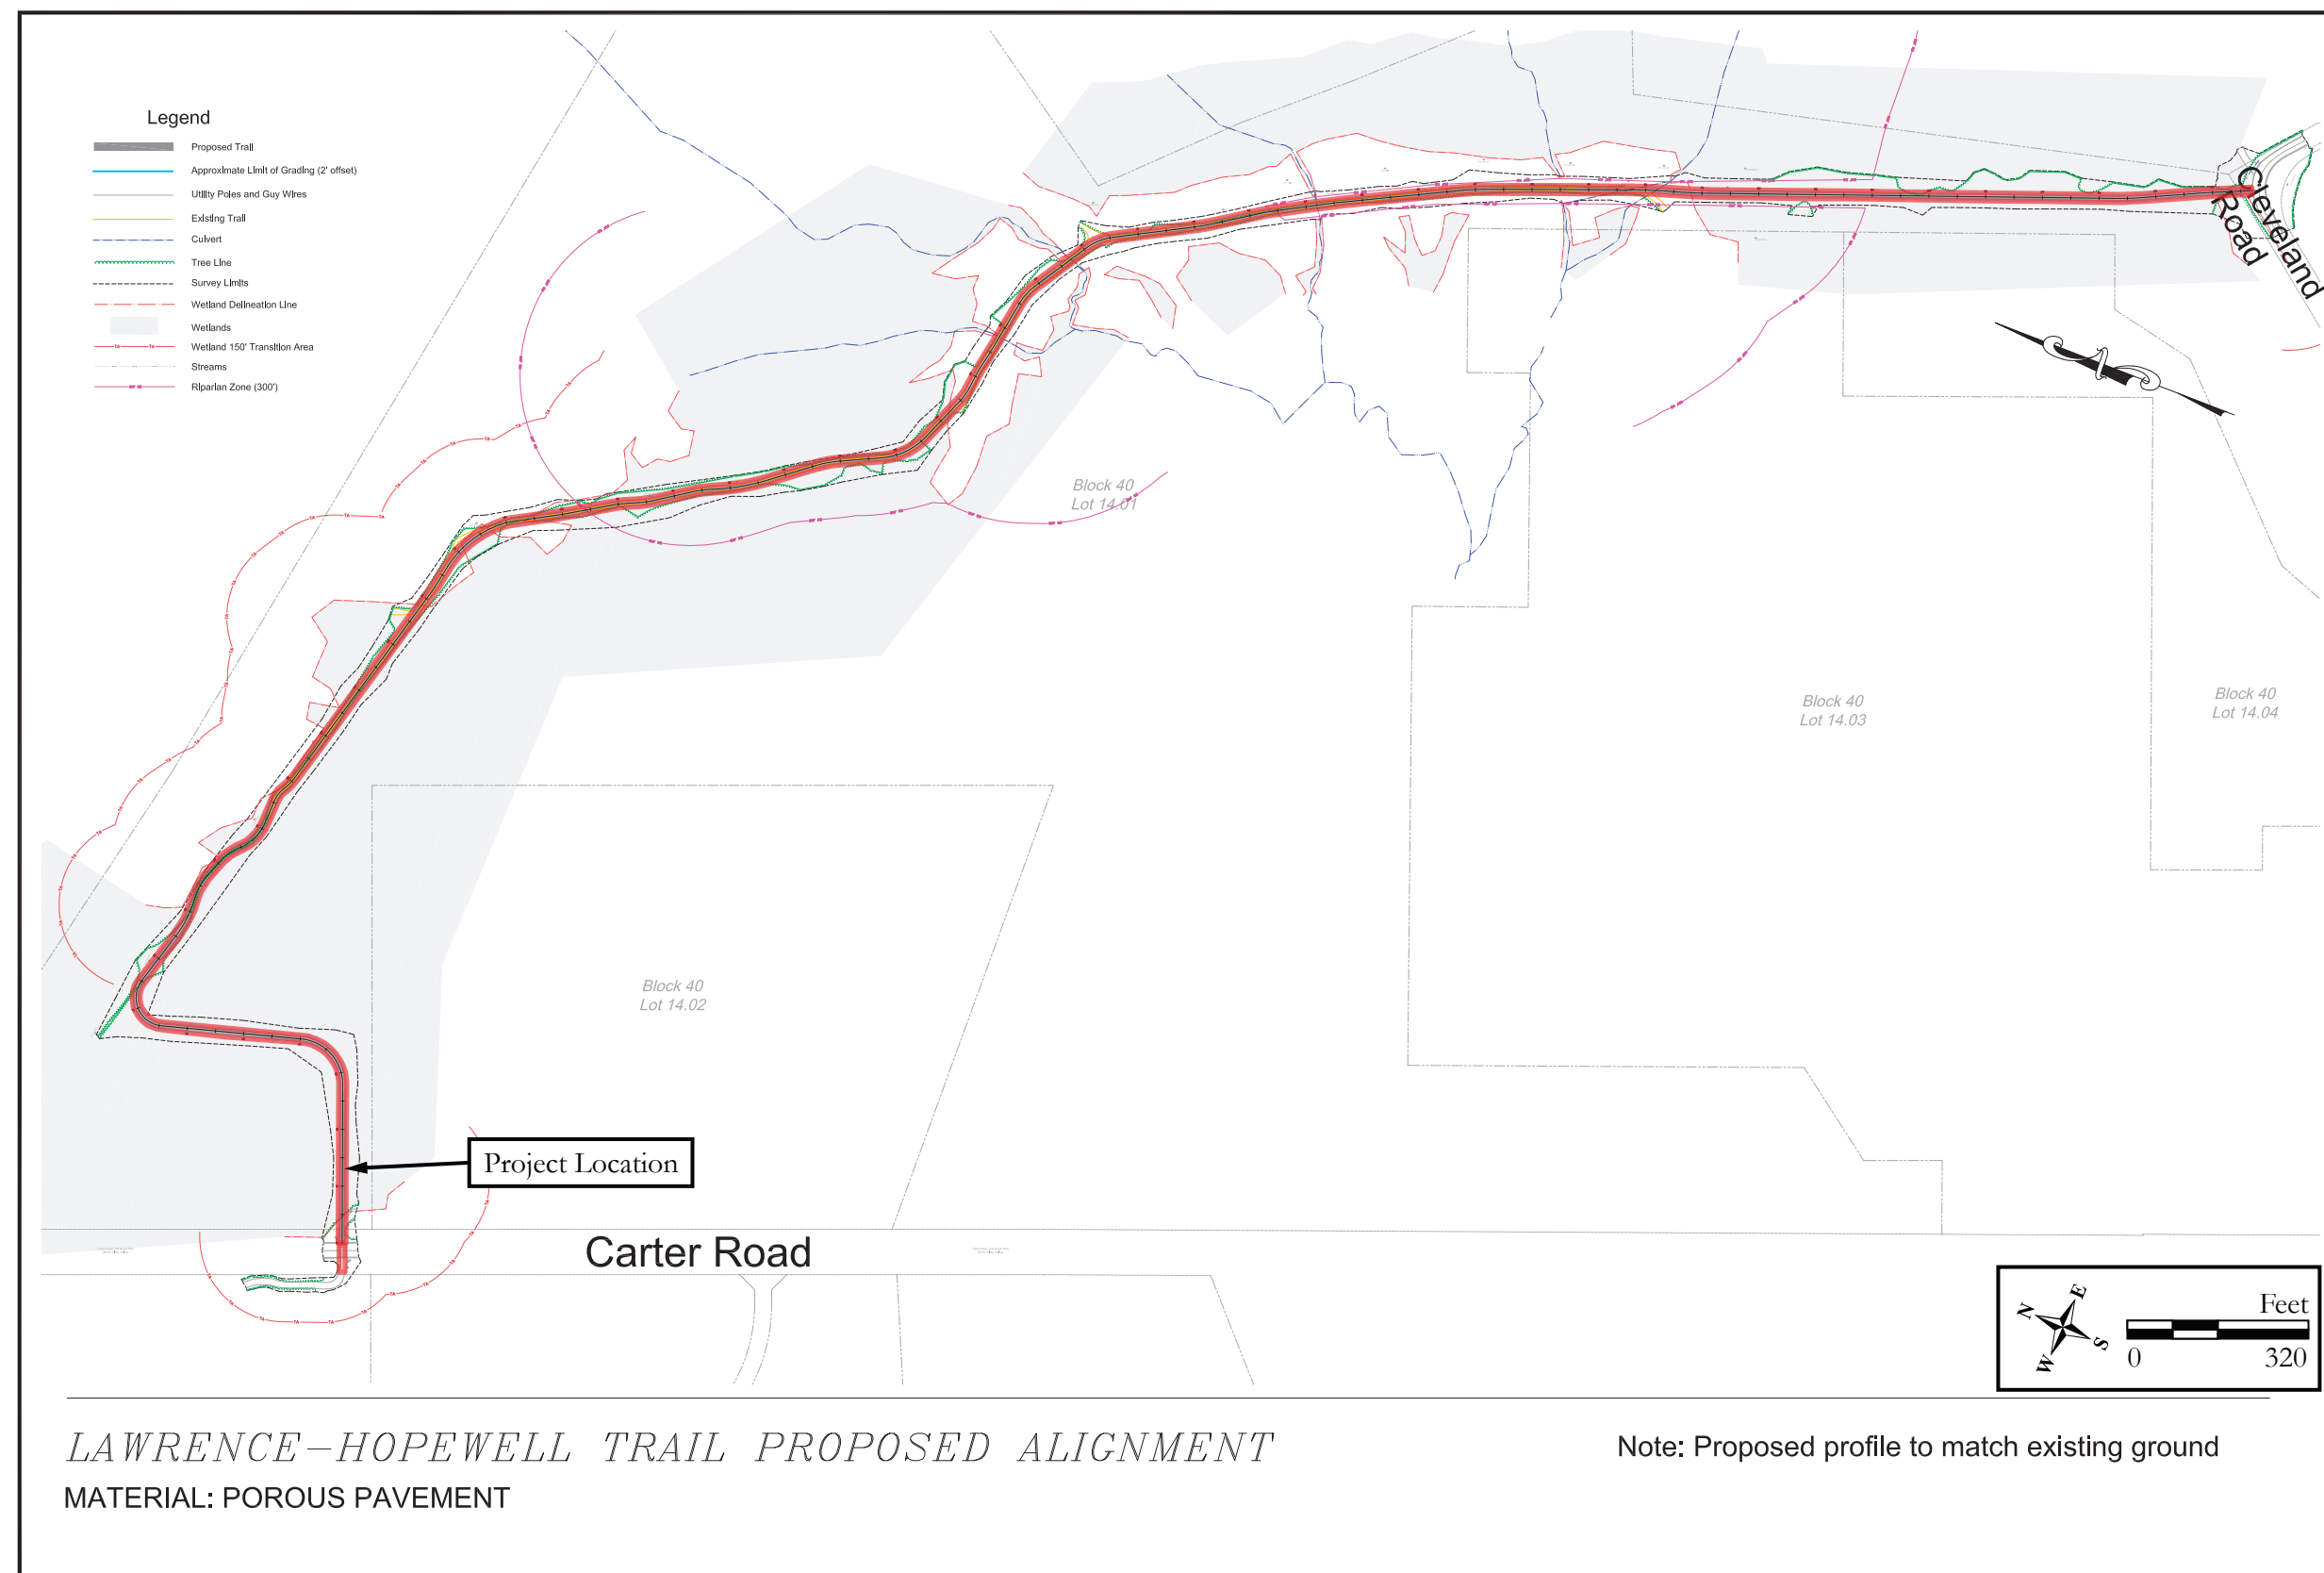 Legend
Proposed Trail
Approximate Limit of Grading (2' offset)
Utility Poles and Guy Wires
Existing Trail
Culvert
Tree Line
Survey Limits
Wetland Delineation Line
Wetlands
Wetland 150' Transition Area
Streams
Riparian Zone (300')
Cleveland
Road
Block 40
Lot 14.01
Block 40
Lot 14.03
Block 40
Lot 14.04
Block 40
Lot 14.02
Project Location
Carter Road
N
E
W
S
Feet
0
320
LAWRENCE-HOPEWELL TRAIL PROPOSED ALIGNMENT
Note: Proposed profile to match existing ground
MATERIAL: POROUS PAVEMENT